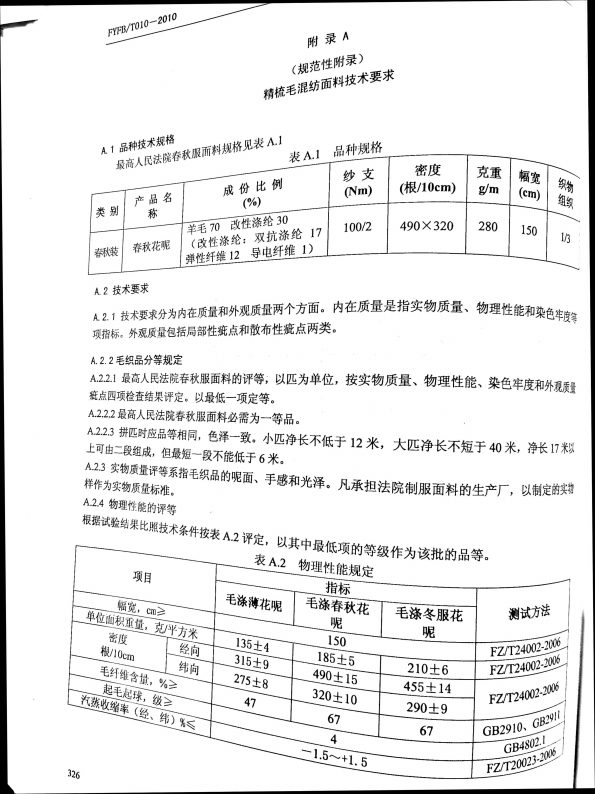 FYFB/T010—2010
附 录 A
（规范性附录）
精梳毛混纺面料技术要求
A.1 品种技术规格
最高人民法院春秋服面料规格见表 A.1
表 A.1 品种规格
类 别 产 品 名 称 成 份 比 例 (%) 纱 支 (Nm) 密度 (根/10cm) 克重 g/m 幅宽 (cm) 织物 组织
春秋装 春秋花呢 羊毛 70 改性涤纶 30 （改性涤纶：双抗涤纶 17 弹性纤维 12 导电纤维 1） 100/2 490×320 280 150 1/3
A.2 技术要求
A.2.1 技术要求分为内在质量和外观质量两个方面。内在质量是指实物质量、物理性能和染色牢度等
项指标。外观质量包括局部性疵点和散布性疵点两类。
A.2.2 毛织品分等规定
A.2.2.1 最高人民法院春秋服面料的评等，以匹为单位，按实物质量、物理性能、染色牢度和外观质量
疵点四项检查结果评定。以最低一项定等。
A.2.2.2 最高人民法院春秋服面料必需为一等品。
A.2.2.3 拼匹时应品等相同，色泽一致。小匹净长不低于 12 米，大匹净长不短于 40 米，净长 17 米以
上可由二段组成，但最短一段不能低于 6 米。
A.2.3 实物质量评等系指毛织品的呢面、手感和光泽。凡承担法院制服面料的生产厂，以制定的实物
样作为实物质量标准。
A.2.4 物理性能的评等
根据试验结果比照技术条件按表 A.2 评定，以其中最低项的等级作为该批的品等。
表 A.2 物理性能规定
项目 指标 测试方法
毛涤薄花呢 毛涤春秋花呢 毛涤冬服花呢
幅宽，cm≥ 150 FZ/T24002-2006
单位面积重量，克/平方米 135±4 185±5 210±6 FZ/T24002-2006
密度 根/10cm 经向 315±9 490±15 455±14 FZ/T24002-2006
纬向 275±8 320±10 290±9
毛纤维含量，%≥ 47 67 67 GB2910、GB2911
起毛起球，级≥ 4 GB4802.1
汽蒸收缩率（经、纬）%≤ —1.5～+1.5 FZ/T20023-2006
326